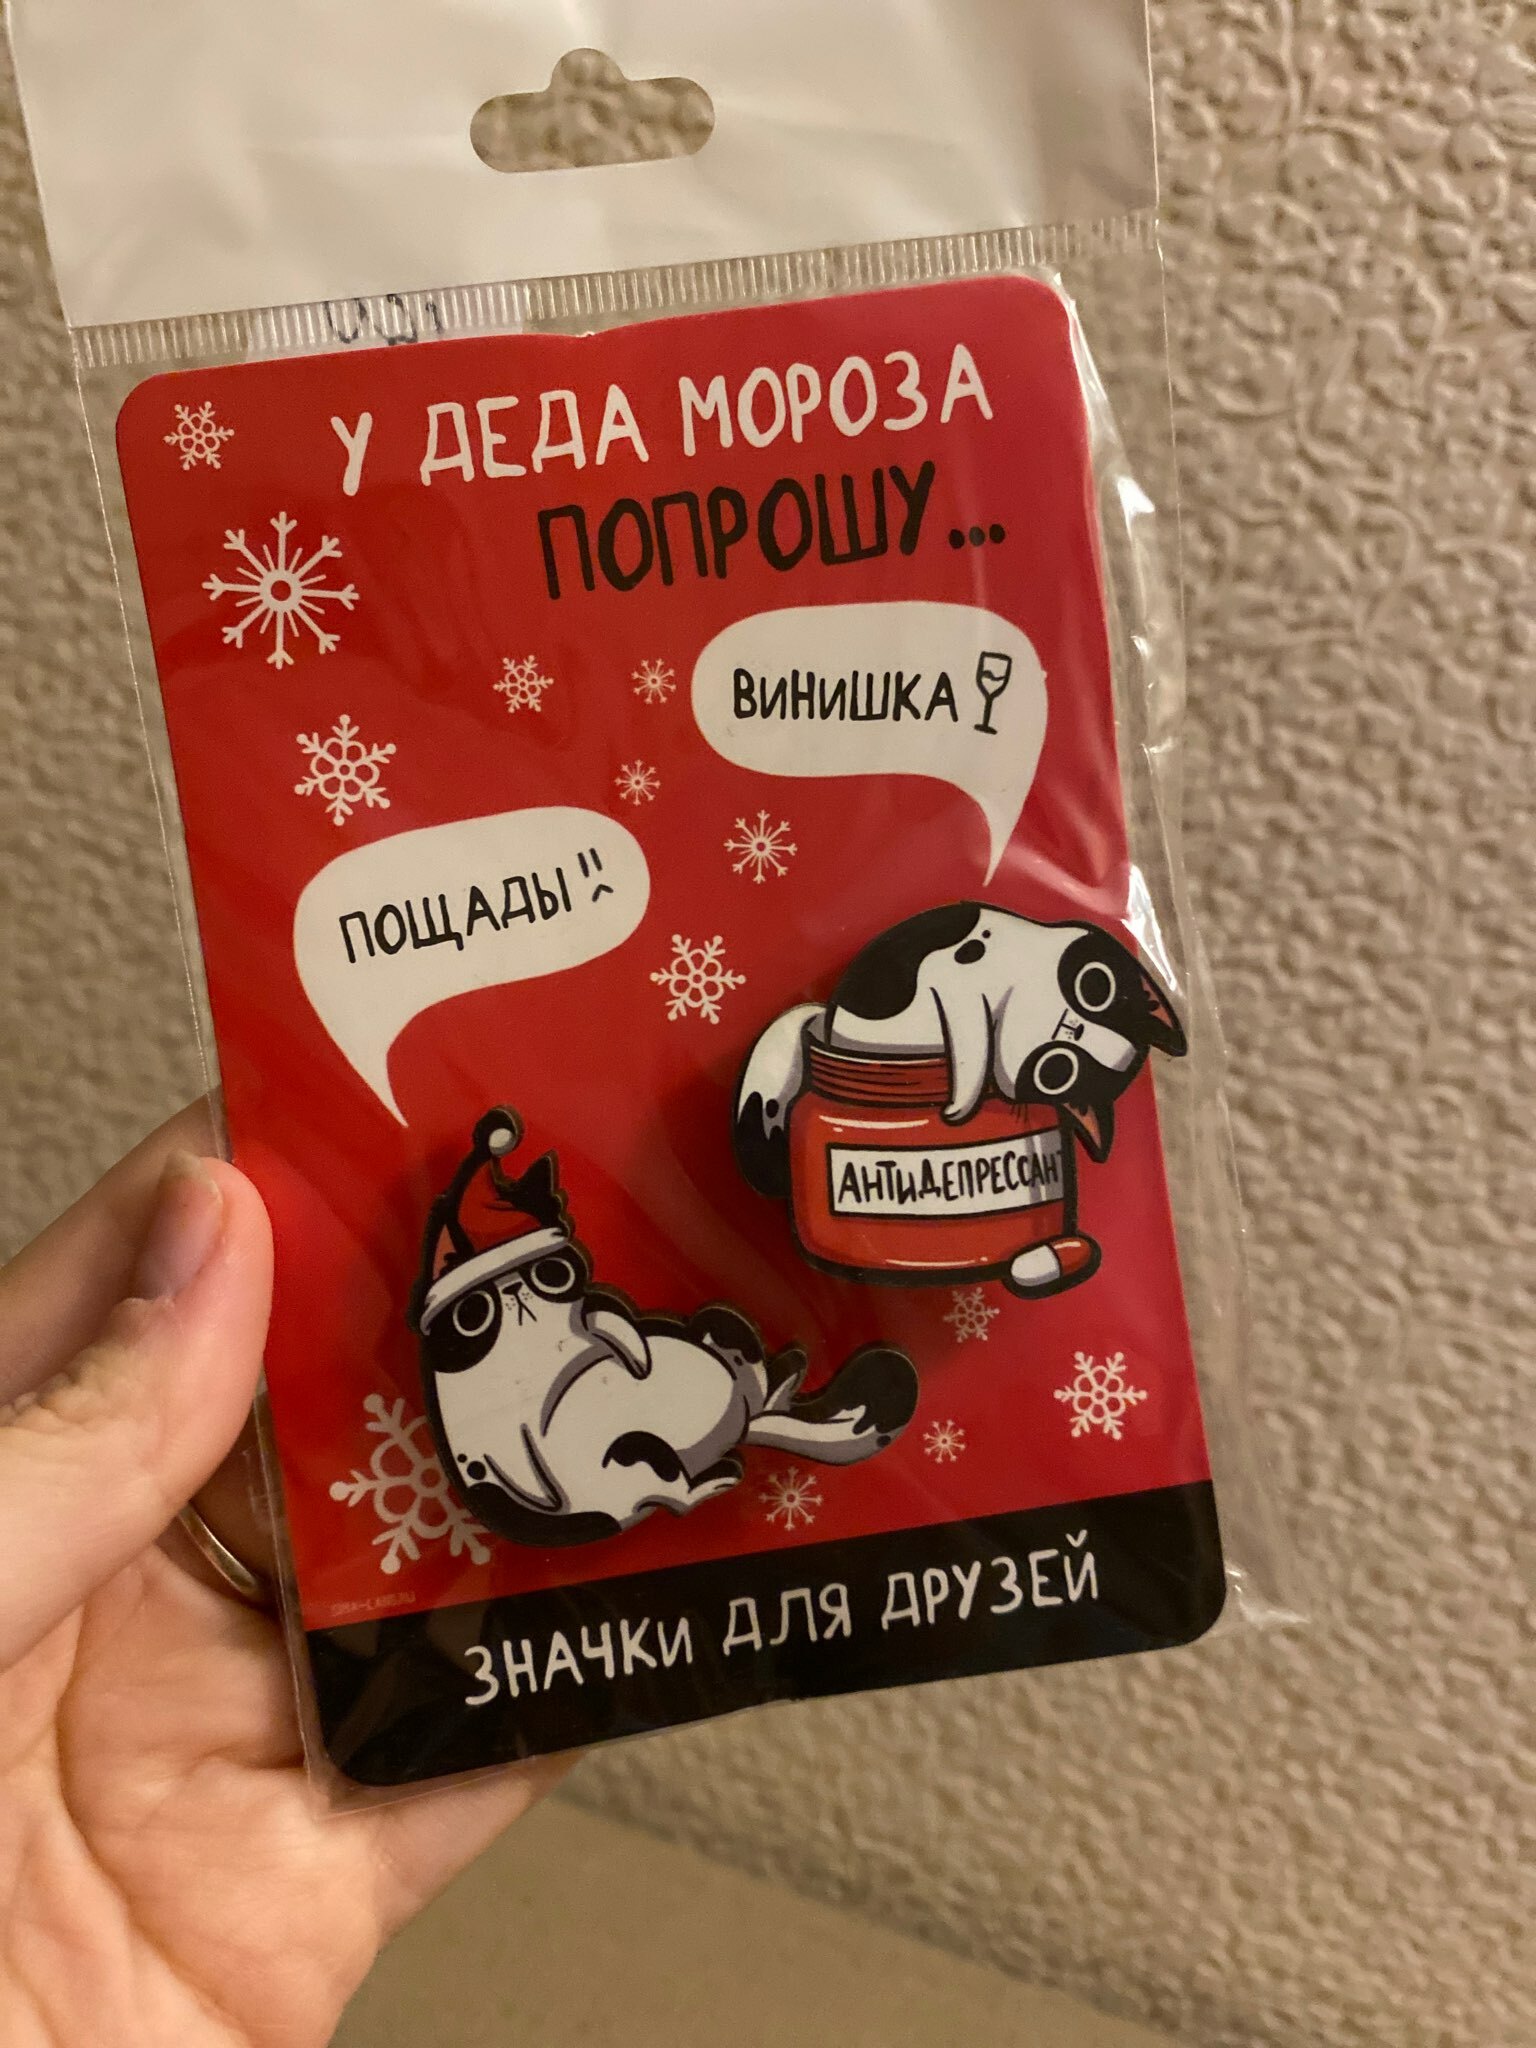 У ДЕДА МОРОЗА
ПОПРОШУ...
ВИНИШКА
ПОЩАДЫ
АНТИДЕПРЕССАНТ
ЗНАЧКИ ДЛЯ ДРУЗЕЙ